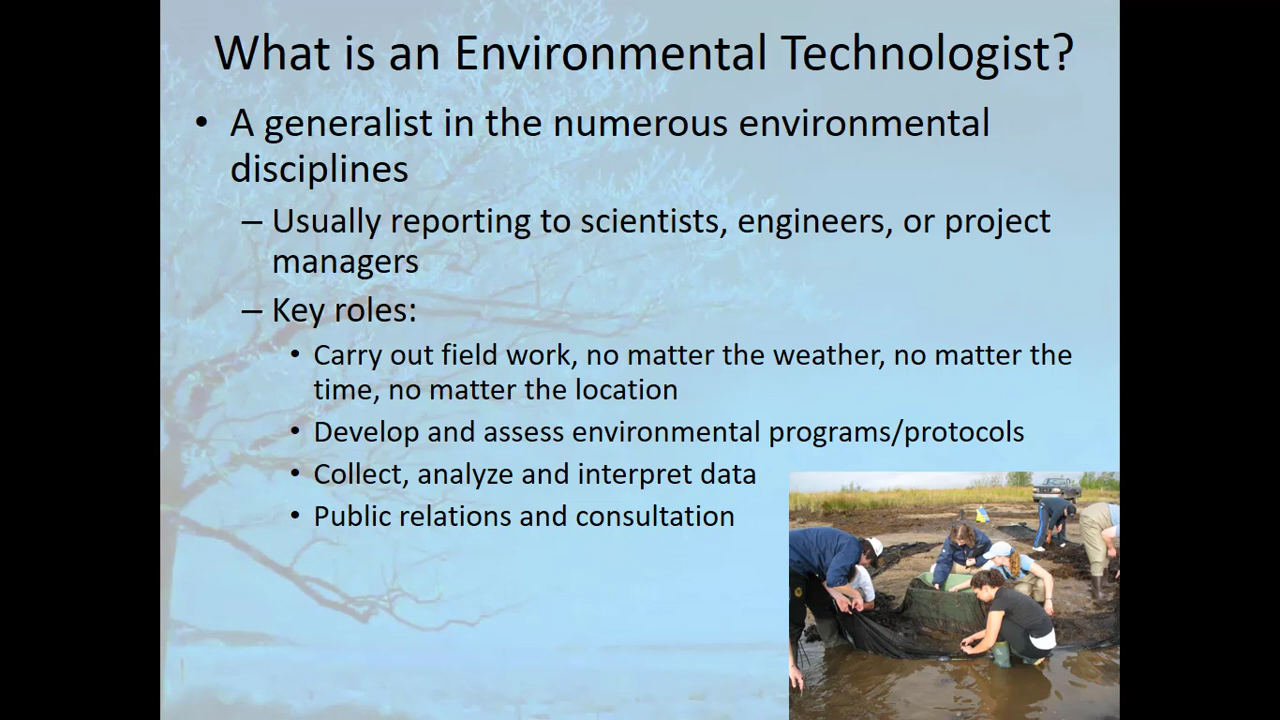 What is an Environmental Technologist?
• A generalist in the numerous environmental
disciplines
– Usually reporting to scientists, engineers, or project
managers
– Key roles:
• Carry out field work, no matter the weather, no matter the
time, no matter the location
• Develop and assess environmental programs/protocols
• Collect, analyze and interpret data
• Public relations and consultation